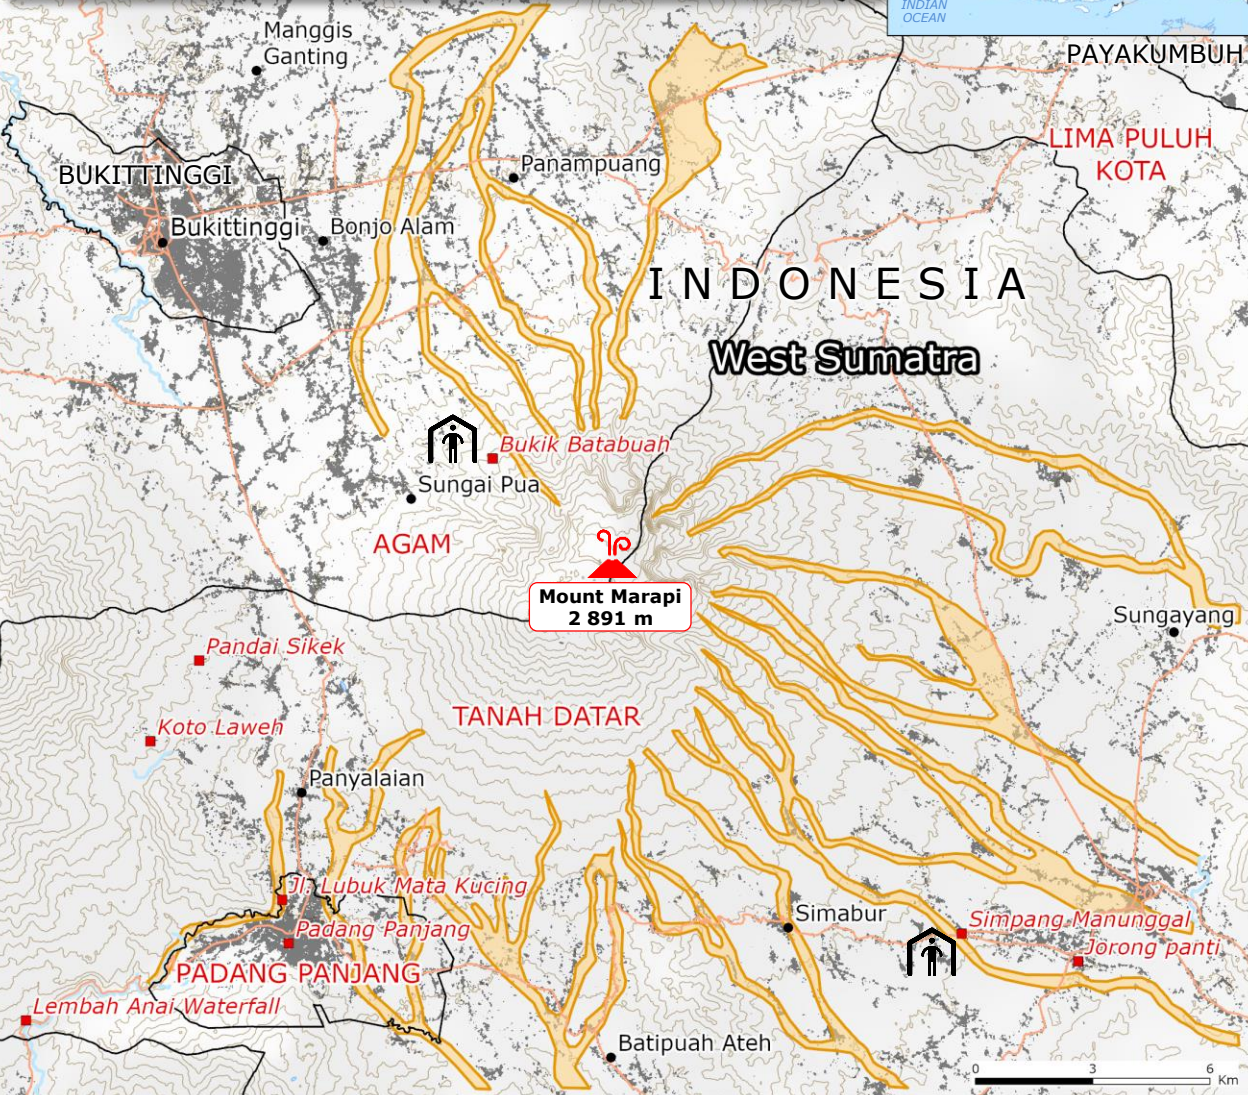 INDIAN
OCEAN
Manggis
Ganting
PAYAKUMBUH
LIMA PULUH
KOTA
Panampuang
BUKITTINGGI
Bukittinggi
Bonjo Alam
INDONESIA
West Sumatra
Bukik Batabuah
Sungai Pua
AGAM
Mount Marapi
2 891 m
Sungayang
Pandai Sikek
TANAH DATAR
Koto Laweh
Panyalaian
Jl. Lubuk Mata Kucing
Simabur
Simpang Manunggal
Padang Panjang
Jorong panti
PADANG PANJANG
Lembah Anai Waterfall
Batipuah Ateh
0 3 6
Km